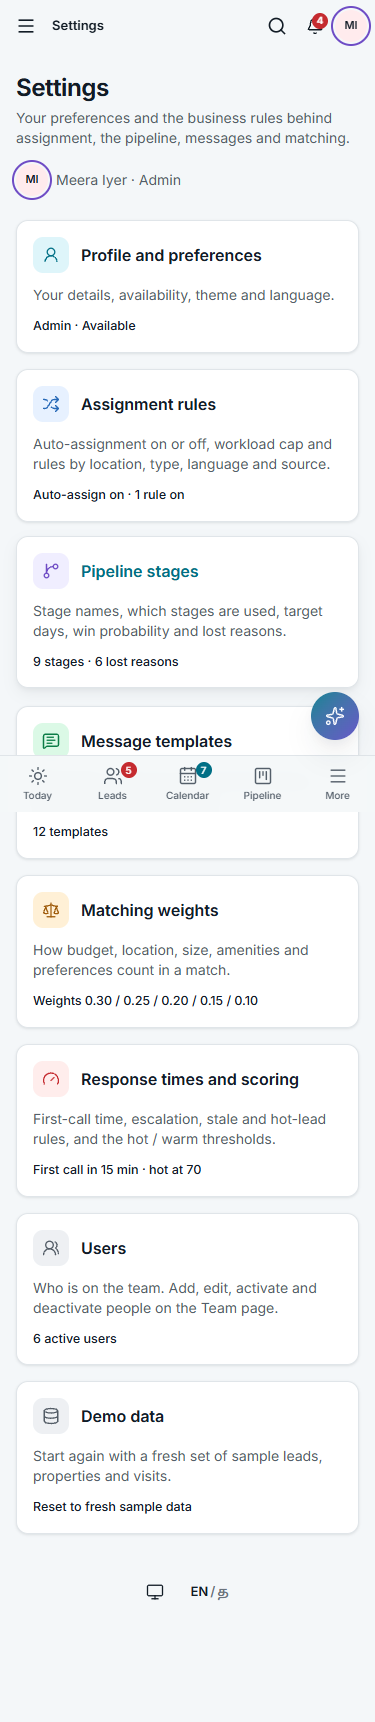 Settings
4
MI
Settings
Your preferences and the business rules behind
assignment, the pipeline, messages and matching.
MI
Meera Iyer · Admin
Profile and preferences
Your details, availability, theme and language.
Admin · Available
Assignment rules
Auto-assignment on or off, workload cap and
rules by location, type, language and source.
Auto-assign on · 1 rule on
Pipeline stages
Stage names, which stages are used, target
days, win probability and lost reasons.
9 stages · 6 lost reasons
Message templates
5
7
Today
Leads
Calendar
Pipeline
More
12 templates
Matching weights
How budget, location, size, amenities and
preferences count in a match.
Weights 0.30 / 0.25 / 0.20 / 0.15 / 0.10
Response times and scoring
First-call time, escalation, stale and hot-lead
rules, and the hot / warm thresholds.
First call in 15 min · hot at 70
Users
Who is on the team. Add, edit, activate and
deactivate people on the Team page.
6 active users
Demo data
Start again with a fresh set of sample leads,
properties and visits.
Reset to fresh sample data
EN / த